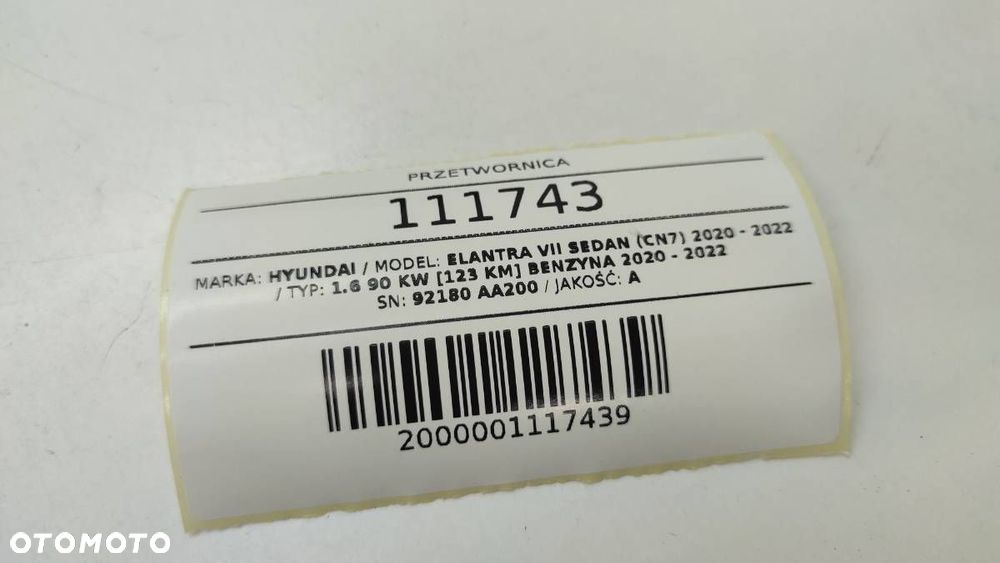 PRZETWORNICA
111743
MARKA: HYUNDAI / MODEL: ELANTRA VII SEDAN (CN7) 2020 - 2022
/ TYP: 1.6 90 KW [123 KM] BENZYNA 2020 - 2022
SN: 92180 AA200 / JAKOŚĆ: A
2000001117439
OTOMOTO